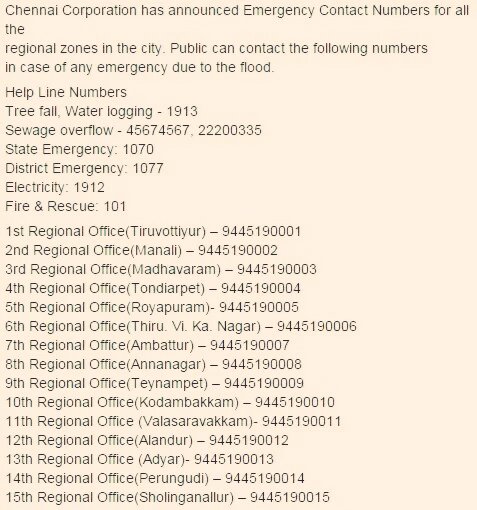 Chennai Corporation has announced Emergency Contact Numbers for all
the
regional zones in the city. Public can contact the following numbers
in case of any emergency due to the flood.
Help Line Numbers
Tree fall, Water logging - 1913
Sewage overflow - 45674567, 22200335
State Emergency: 1070
District Emergency: 1077
Electricity: 1912
Fire & Rescue: 101
1st Regional Office(Tiruvottiyur) – 9445190001
2nd Regional Office(Manali) – 9445190002
3rd Regional Office(Madhavaram) – 9445190003
4th Regional Office(Tondiarpet) – 9445190004
5th Regional Office(Royapuram)- 9445190005
6th Regional Office(Thiru. Vi. Ka. Nagar) – 9445190006
7th Regional Office(Ambattur) – 9445190007
8th Regional Office(Annanagar) – 9445190008
9th Regional Office(Teynampet) – 9445190009
10th Regional Office(Kodambakkam) – 9445190010
11th Regional Office (Valasaravakkam)- 9445190011
12th Regional Office(Alandur) – 9445190012
13th Regional Office (Adyar)- 9445190013
14th Regional Office(Perungudi) – 9445190014
15th Regional Office(Sholinganallur) – 9445190015